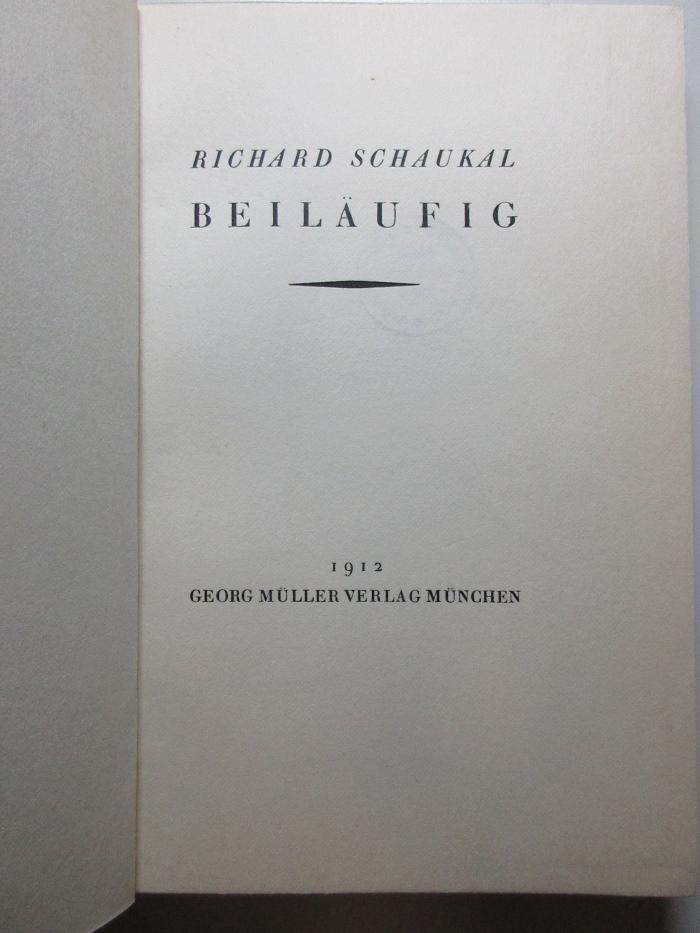 RICHARD SCHAUKAL
BEILÄUFIG
1912
GEORG MÜLLER VERLAG MÜNCHEN